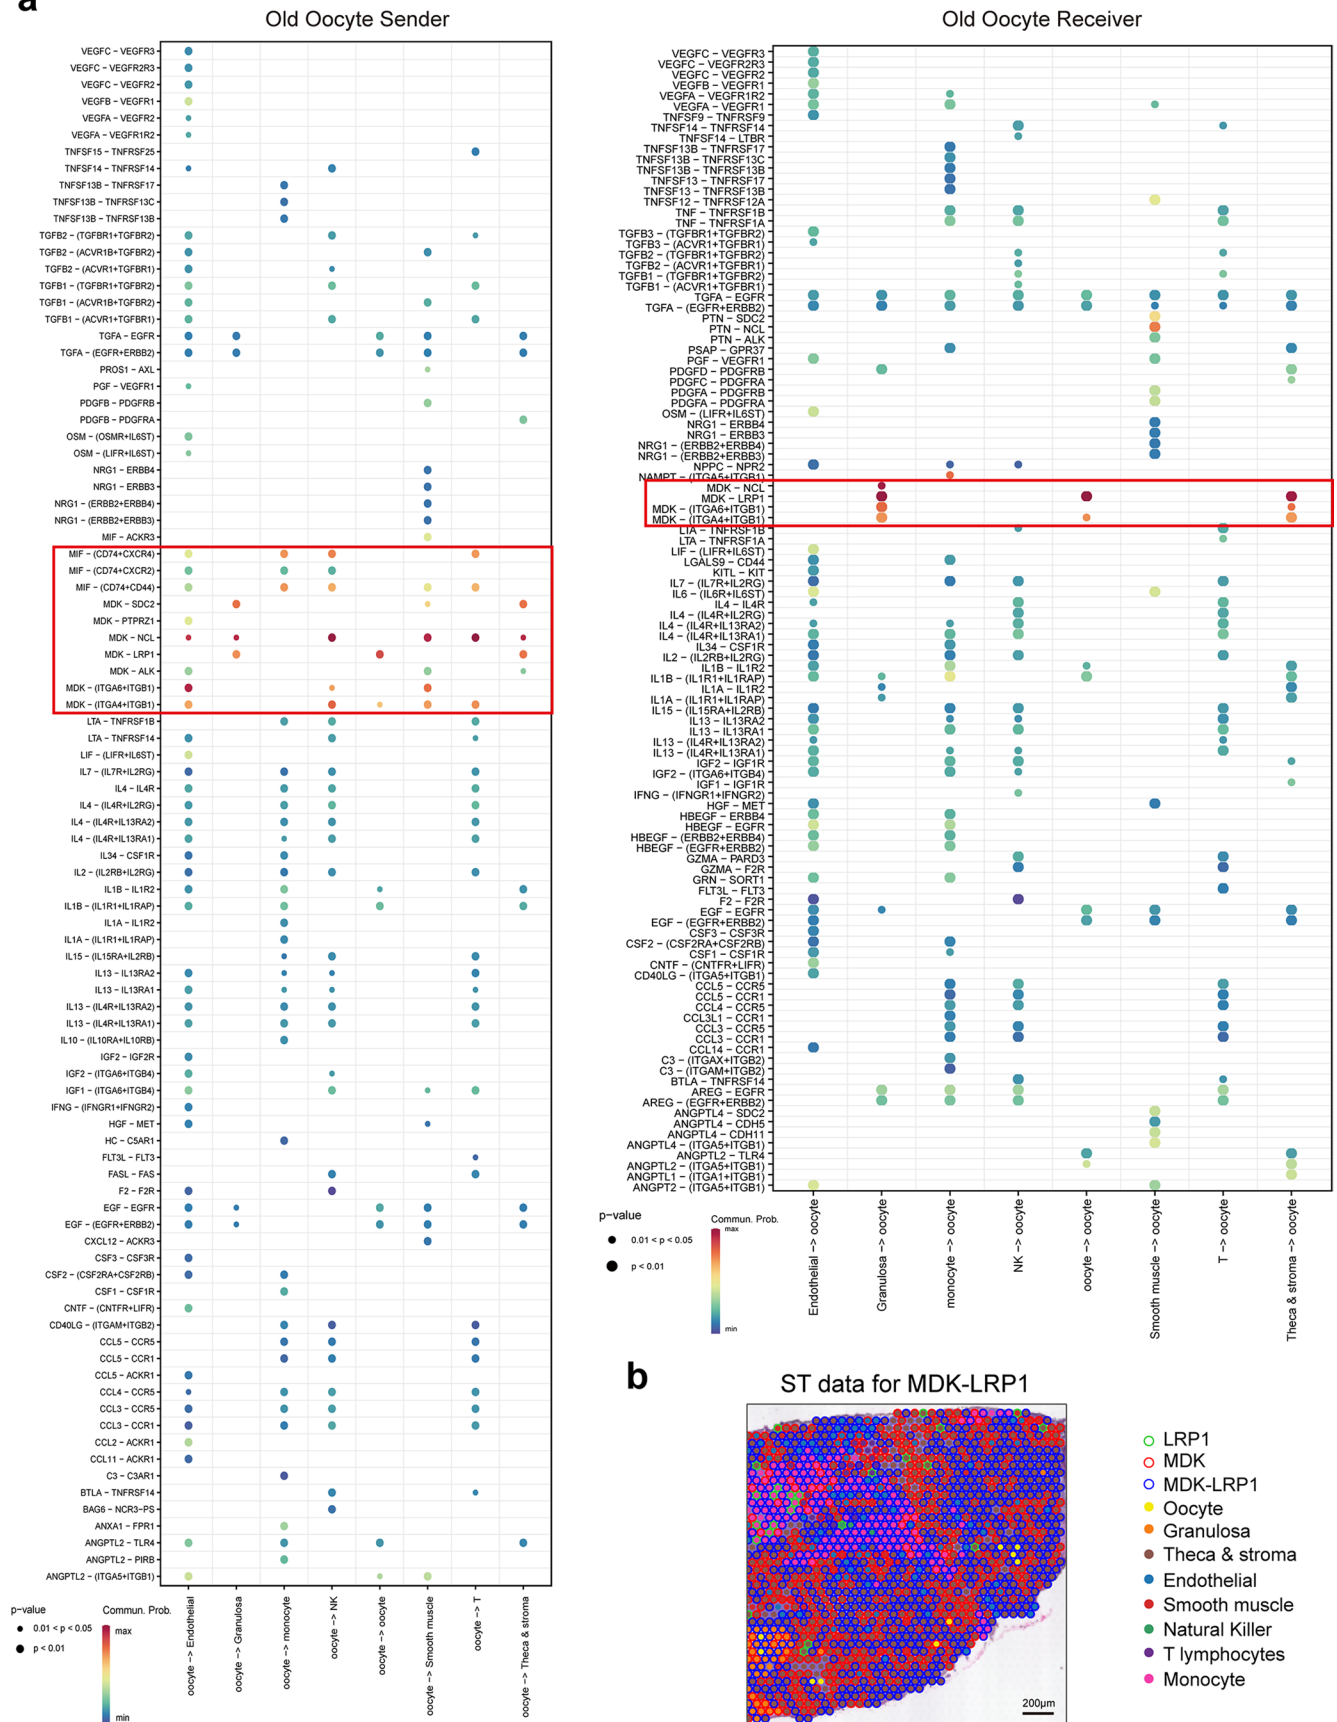 a
Old Oocyte Sender
VEGFC – VEGFR3
VEGFC – VEGFR2R3
VEGFC – VEGFR2
VEGFB – VEGFR1
VEGFA – VEGFR2
VEGFA – VEGFR1R2
TNFSF15 – TNFRSF25
TNFSF14 – TNFRSF14
TNFSF13B – TNFRSF17
TNFSF13B – TNFRSF13C
TNFSF13B – TNFRSF13B
TGFB2 – (TGFBR1+TGFBR2)
TGFB2 – (ACVR1B+TGFBR2)
TGFB2 – (ACVR1+TGFBR1)
TGFB1 – (TGFBR1+TGFBR2)
TGFB1 – (ACVR1B+TGFBR2)
TGFB1 – (ACVR1+TGFBR1)
TGFA – EGFR
TGFA – (EGFR+ERBB2)
PROS1 – AXL
PGF – VEGFR1
PDGFB – PDGFRB
PDGFB – PDGFRA
OSM – (OSMR+IL6ST)
OSM – (LIFR+IL6ST)
NRG1 – ERBB4
NRG1 – ERBB3
NRG1 – (ERBB2+ERBB4)
NRG1 – (ERBB2+ERBB3)
MIF – ACKR3
MIF – (CD74+CXCR4)
MIF – (CD74+CXCR2)
MIF – (CD74+CD44)
MDK – SDC2
MDK – PTPRZ1
MDK – NCL
MDK – LRP1
MDK – ALK
MDK – (ITGA6+ITGB1)
MDK – (ITGA4+ITGB1)
LTA – TNFRSF1B
LTA – TNFRSF14
LIF – (LIFR+IL6ST)
IL7 – (IL7R+IL2RG)
IL4 – IL4R
IL4 – (IL4R+IL2RG)
IL4 – (IL4R+IL13RA2)
IL4 – (IL4R+IL13RA1)
IL34 – CSF1R
IL2 – (IL2RB+IL2RG)
IL1B – IL1R2
IL1B – (IL1R1+IL1RAP)
IL1A – IL1R2
IL1A – (IL1R1+IL1RAP)
IL15 – (IL15RA+IL2RB)
IL13 – IL13RA2
IL13 – IL13RA1
IL13 – (IL4R+IL13RA2)
IL13 – (IL4R+IL13RA1)
IL10 – (IL10RA+IL10RB)
IGF2 – IGF2R
IGF2 – (ITGA6+ITGB4)
IGF1 – (ITGA6+ITGB4)
IFNG – (IFNGR1+IFNGR2)
HGF – MET
HC – C5AR1
FLT3L – FLT3
FASL – FAS
F2 – F2R
EGF – EGFR
EGF – (EGFR+ERBB2)
CXCL12 – ACKR3
CSF3 – CSF3R
CSF2 – (CSF2RA+CSF2RB)
CSF1 – CSF1R
CNTF – (CNTFR+LIFR)
CD40LG – (ITGAM+ITGB2)
CCL5 – CCR5
CCL5 – CCR1
CCL5 – ACKR1
CCL4 – CCR5
CCL3 – CCR5
CCL3 – CCR1
CCL2 – ACKR1
CCL11 – ACKR1
C3 – C3AR1
BTLA – TNFRSF14
BAG6 – NCR3–PS
ANXA1 – FPR1
ANGPTL2 – TLR4
ANGPTL2 – PIRB
ANGPTL2 – (ITGA5+ITGB1)
oocyte –> Endothelial
oocyte –> Granulosa
oocyte –> monocyte
oocyte –> NK
oocyte –> oocyte
oocyte –> Smooth muscle
oocyte –> T
oocyte –> Theca & stroma
p-value
0.01 < p < 0.05
p < 0.01
Commun. Prob.
max
min
Old Oocyte Receiver
VEGFC – VEGFR3
VEGFC – VEGFR2R3
VEGFC – VEGFR2
VEGFB – VEGFR1
VEGFA – VEGFR1R2
VEGFA – VEGFR1
TNFSF9 – TNFRSF9
TNFSF14 – TNFRSF14
TNFSF14 – LTBR
TNFSF13B – TNFRSF17
TNFSF13B – TNFRSF13C
TNFSF13B – TNFRSF13B
TNFSF13 – TNFRSF17
TNFSF13 – TNFRSF13B
TNFSF12 – TNFRSF12A
TNF – TNFRSF1B
TNF – TNFRSF1A
TGFB3 – (TGFBR1+TGFBR2)
TGFB3 – (ACVR1+TGFBR1)
TGFB2 – (TGFBR1+TGFBR2)
TGFB2 – (ACVR1+TGFBR1)
TGFB1 – (TGFBR1+TGFBR2)
TGFB1 – (ACVR1+TGFBR1)
TGFA – EGFR
TGFA – (EGFR+ERBB2)
PTN – SDC2
PTN – NCL
PTN – ALK
PSAP – GPR37
PGF – VEGFR1
PDGFD – PDGFRB
PDGFC – PDGFRA
PDGFA – PDGFRB
PDGFA – PDGFRA
OSM – (LIFR+IL6ST)
NRG1 – ERBB4
NRG1 – ERBB3
NRG1 – (ERBB2+ERBB4)
NRG1 – (ERBB2+ERBB3)
NPPC – NPR2
NAMPT – (ITGA5+ITGB1)
MDK – NCL
MDK – LRP1
MDK – (ITGA6+ITGB1)
MDK – (ITGA4+ITGB1)
LTA – TNFRSF1B
LTA – TNFRSF1A
LIF – (LIFR+IL6ST)
LGALS9 – CD44
KITL – KIT
IL7 – (IL7R+IL2RG)
IL6 – (IL6R+IL6ST)
IL4 – IL4R
IL4 – (IL4R+IL2RG)
IL4 – (IL4R+IL13RA2)
IL4 – (IL4R+IL13RA1)
IL34 – CSF1R
IL2 – (IL2RB+IL2RG)
IL1B – IL1R2
IL1B – (IL1R1+IL1RAP)
IL1A – IL1R2
IL1A – (IL1R1+IL1RAP)
IL15 – (IL15RA+IL2RB)
IL13 – IL13RA2
IL13 – IL13RA1
IL13 – (IL4R+IL13RA2)
IL13 – (IL4R+IL13RA1)
IGF2 – IGF1R
IGF2 – (ITGA6+ITGB4)
IGF1 – IGF1R
IFNG – (IFNGR1+IFNGR2)
HGF – MET
HBEGF – ERBB4
HBEGF – EGFR
HBEGF – (ERBB2+ERBB4)
HBEGF – (EGFR+ERBB2)
GZMA – PARD3
GZMA – F2R
GRN – SORT1
FLT3L – FLT3
F2 – F2R
EGF – EGFR
EGF – (EGFR+ERBB2)
CSF3 – CSF3R
CSF2 – (CSF2RA+CSF2RB)
CSF1 – CSF1R
CNTF – (CNTFR+LIFR)
CD40LG – (ITGA5+ITGB1)
CCL5 – CCR5
CCL5 – CCR1
CCL4 – CCR5
CCL3L1 – CCR1
CCL3 – CCR5
CCL3 – CCR1
CCL14 – CCR1
C3 – (ITGAX+ITGB2)
C3 – (ITGAM+ITGB2)
BTLA – TNFRSF14
AREG – EGFR
AREG – (EGFR+ERBB2)
ANGPTL4 – SDC2
ANGPTL4 – CDH5
ANGPTL4 – CDH11
ANGPTL4 – (ITGA5+ITGB1)
ANGPTL2 – TLR4
ANGPTL2 – (ITGA5+ITGB1)
ANGPTL1 – (ITGA1+ITGB1)
ANGPT2 – (ITGA5+ITGB1)
Endothelial –> oocyte
Granulosa –> oocyte
monocyte –> oocyte
NK –> oocyte
oocyte –> oocyte
Smooth muscle –> oocyte
T –> oocyte
Theca & stroma –> oocyte
p-value
0.01 < p < 0.05
p < 0.01
Commun. Prob.
max
min
b
ST data for MDK-LRP1
200μm
LRP1
MDK
MDK-LRP1
Oocyte
Granulosa
Theca & stroma
Endothelial
Smooth muscle
Natural Killer
T lymphocytes
Monocyte